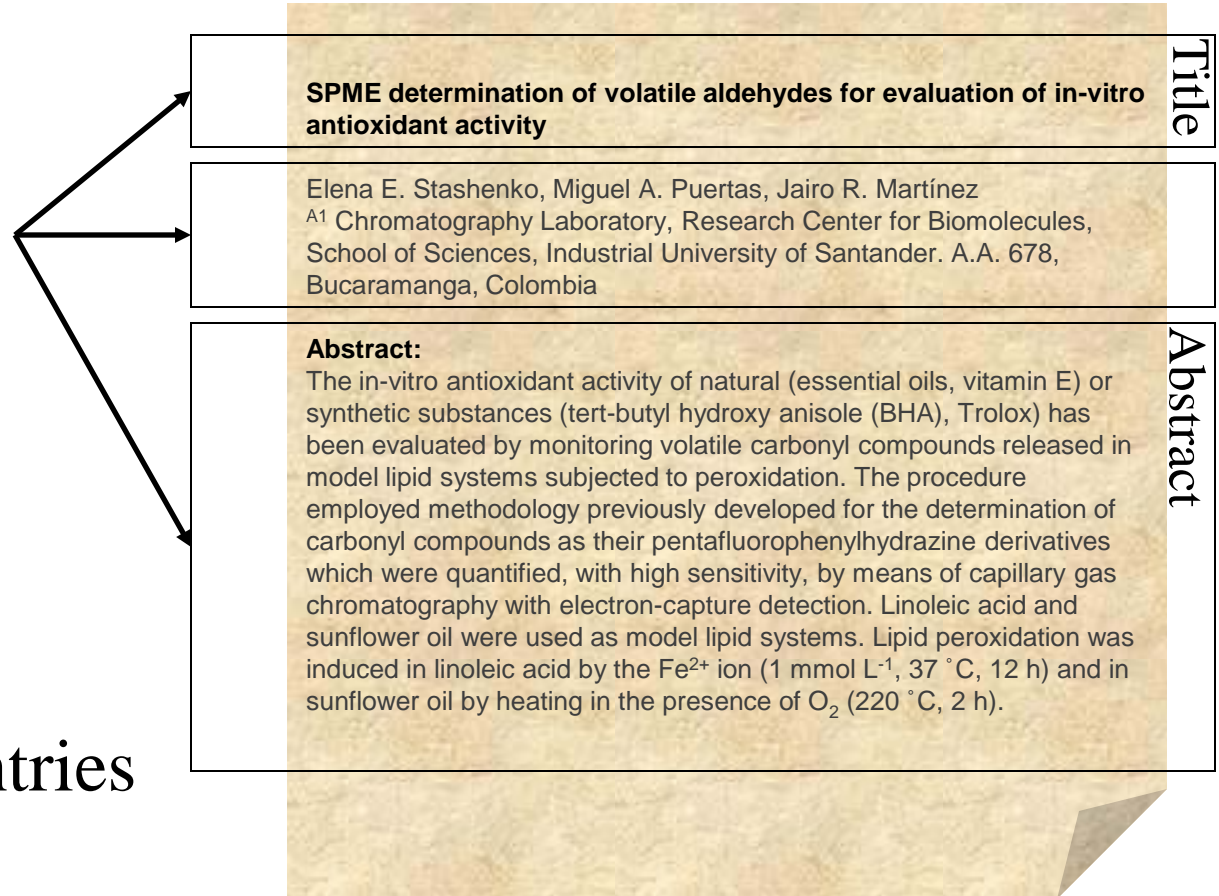 Title
SPME determination of volatile aldehydes for evaluation of in-vitro
antioxidant activity
Elena E. Stashenko, Miguel A. Puertas, Jairo R. Martínez
A1 Chromatography Laboratory, Research Center for Biomolecules,
School of Sciences, Industrial University of Santander. A.A. 678,
Bucaramanga, Colombia
Abstract
Abstract:
The in-vitro antioxidant activity of natural (essential oils, vitamin E) or
synthetic substances (tert-butyl hydroxy anisole (BHA), Trolox) has
been evaluated by monitoring volatile carbonyl compounds released in
model lipid systems subjected to peroxidation. The procedure
employed methodology previously developed for the determination of
carbonyl compounds as their pentafluorophenylhydrazine derivatives
which were quantified, with high sensitivity, by means of capillary gas
chromatography with electron-capture detection. Linoleic acid and
sunflower oil were used as model lipid systems. Lipid peroxidation was
induced in linoleic acid by the Fe2+ ion (1 mmol L-1, 37 ˚C, 12 h) and in
sunflower oil by heating in the presence of O2 (220 ˚C, 2 h).
ntries